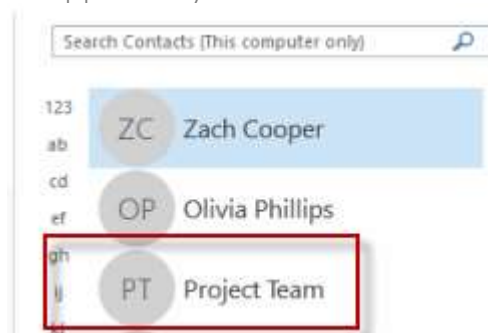 Search Contacts (This computer only)
123
ab
ZC Zach Cooper
cd
ef
OP Olivia Phillips
gh
ij
PT Project Team